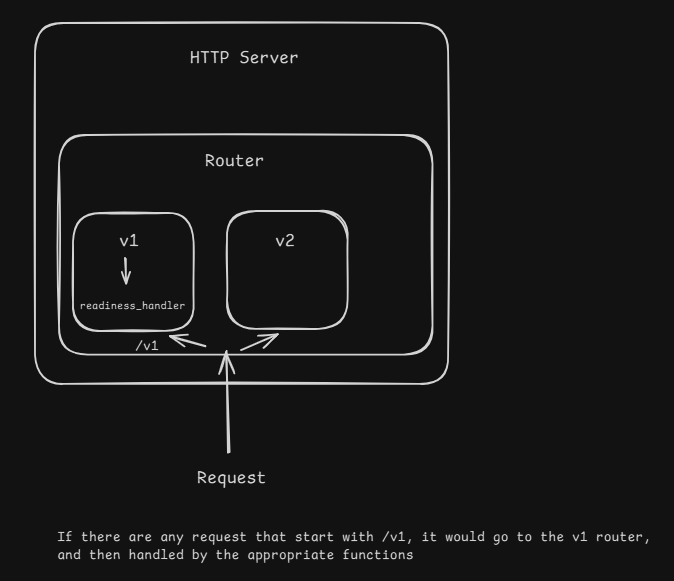 HTTP Server
Router
v1
v2
readiness_handler
/v1
Request
If there are any request that start with /v1, it would go to the v1 router,
and then handled by the appropriate functions